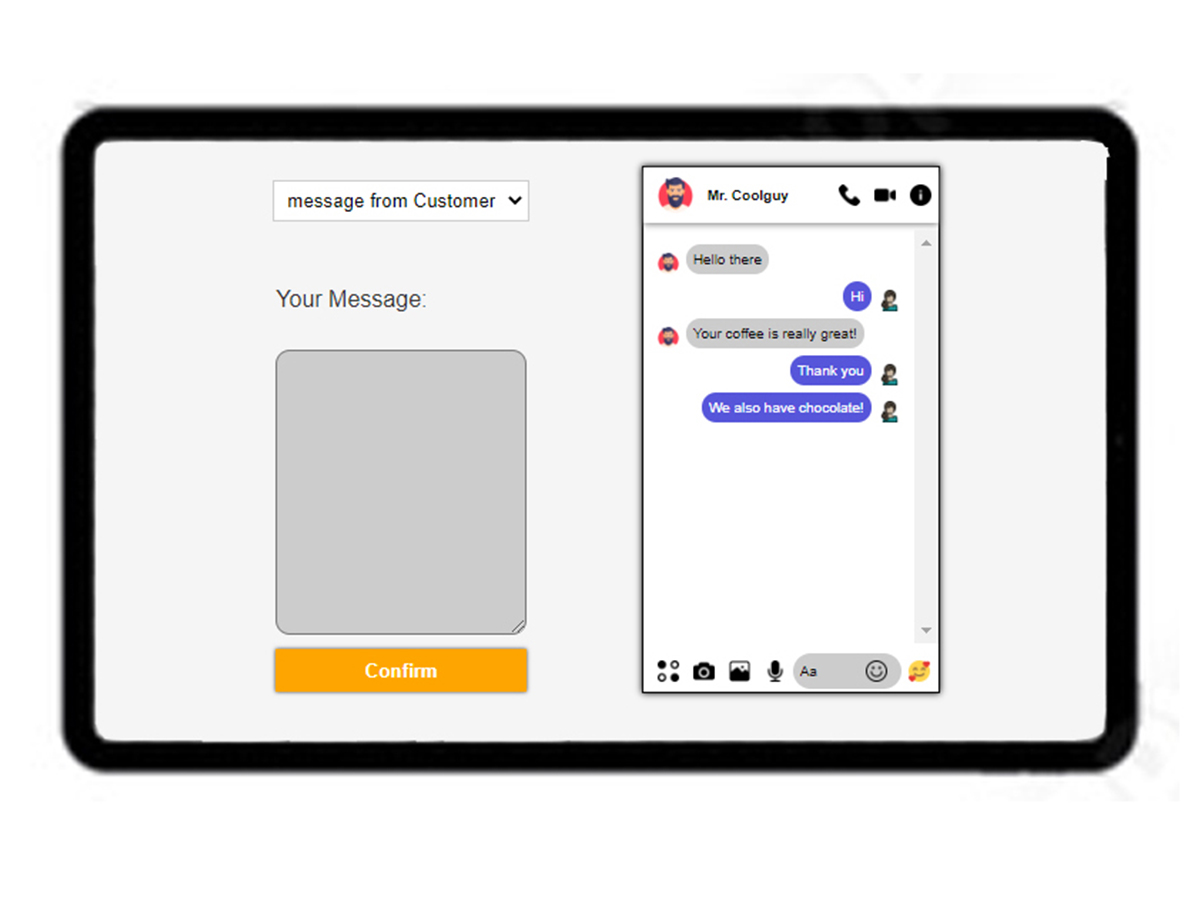 message from Customer
Your Message:
Confirm
Mr. Coolguy
Hello there
Hi
Your coffee is really great!
Thank you
We also have chocolate!
Aa